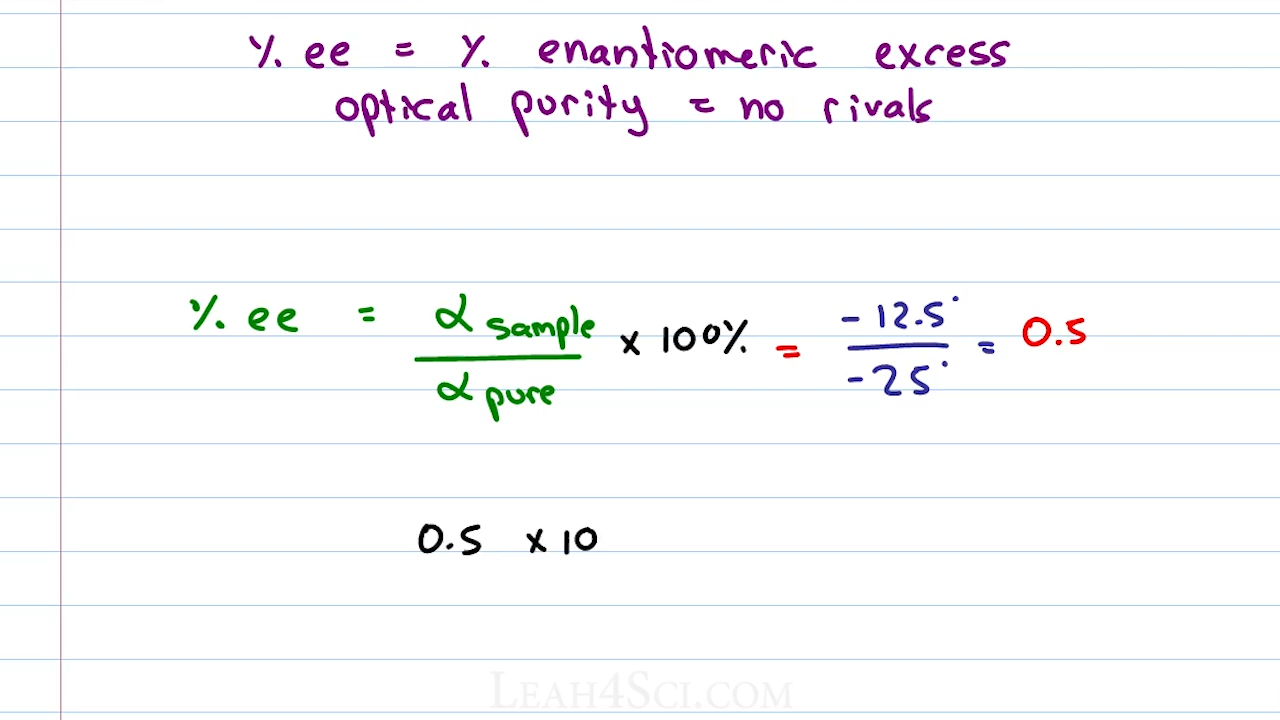 % ee = % enantiomeric excess
optical purity = no rivals
% ee = α sample / α pure x 100% = -12.5° / -25° = 0.5
0.5 x 10
LEAH4SCI.COM